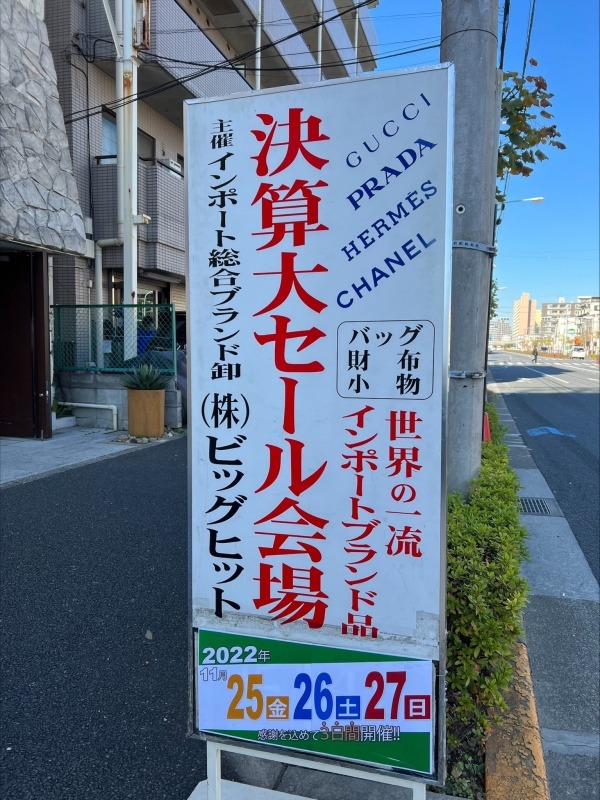 GUCCI
PRADA
HERMÈS
CHANEL
バッグ
財布
小物
世界の一流
インポートブランド品
決算大セール会場
主催 インポート総合ブランド卸
(株)ビッグヒット
2022年
11月
25金 26土 27日
感謝を込めて3日間開催!!